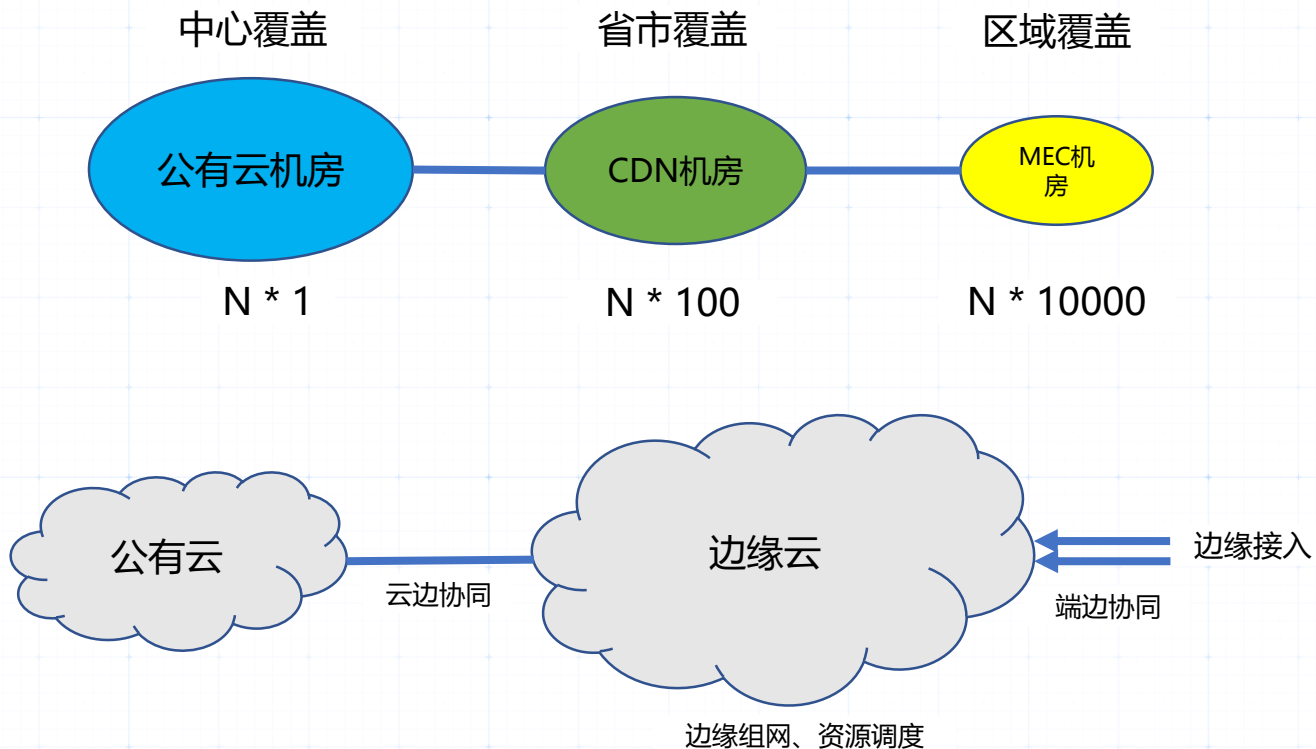 中心覆盖
省市覆盖
区域覆盖
公有云机房
CDN机房
MEC机
房
N * 1
N * 100
N * 10000
公有云
云边协同
边缘云
边缘接入
端边协同
边缘组网、资源调度